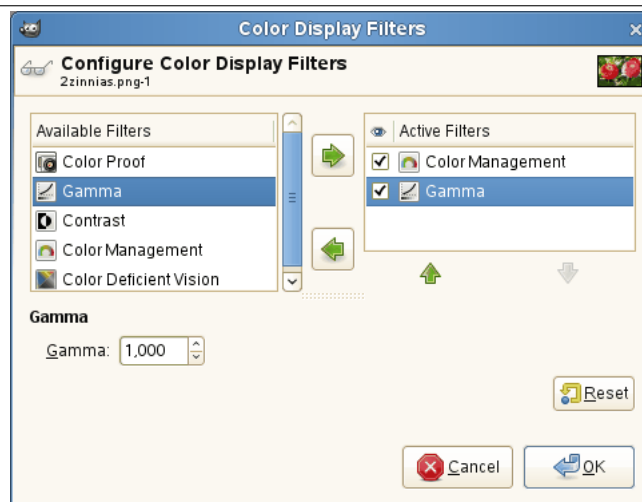 Color Display Filters
Configure Color Display Filters
2zinnias.png-1
Available Filters
Color Proof
Gamma
Contrast
Color Management
Color Deficient Vision
Active Filters
Color Management
Gamma
Gamma
Gamma: 1,000
Reset
Cancel
OK